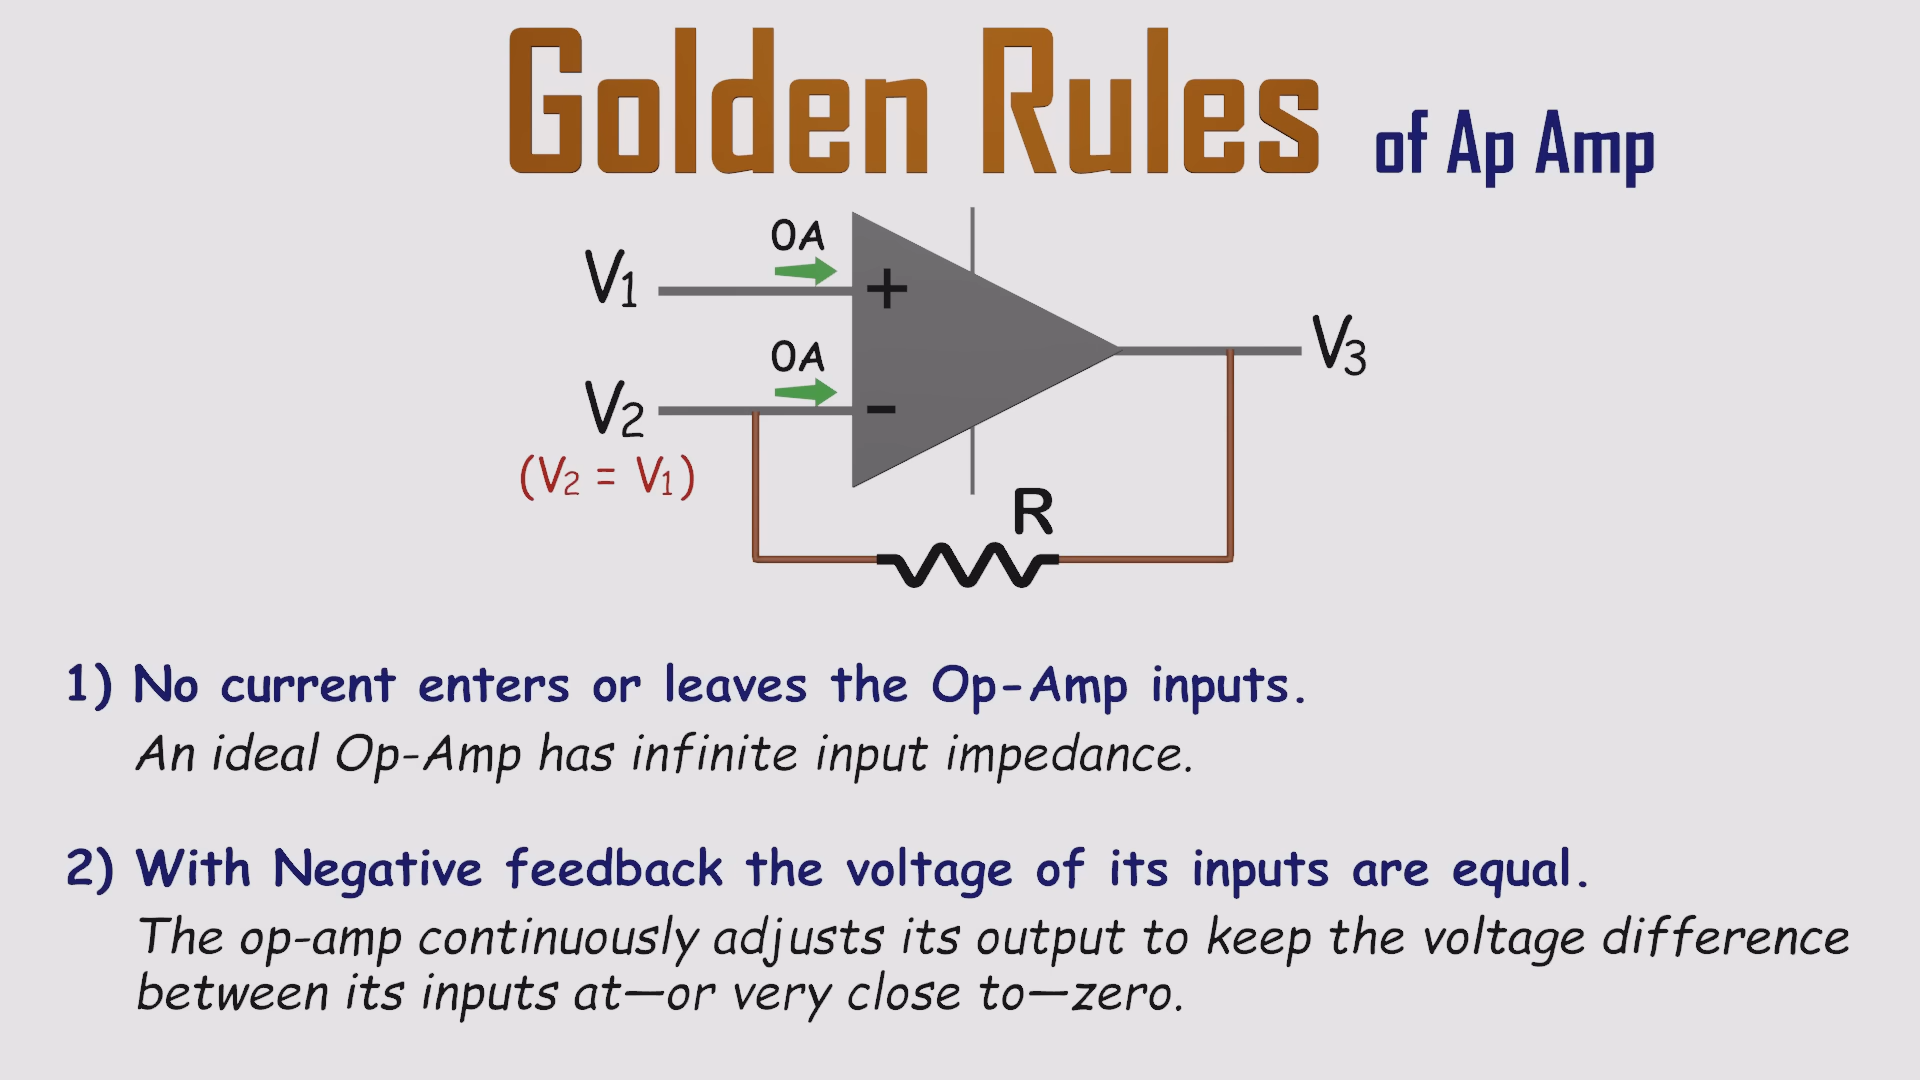 Golden Rules of Ap Amp
0A
V1
+
V3
0A
V2
-
(V2 = V1)
R
1) No current enters or leaves the Op-Amp inputs.
An ideal Op-Amp has infinite input impedance.
2) With Negative feedback the voltage of its inputs are equal.
The op-amp continuously adjusts its output to keep the voltage difference
between its inputs at—or very close to—zero.